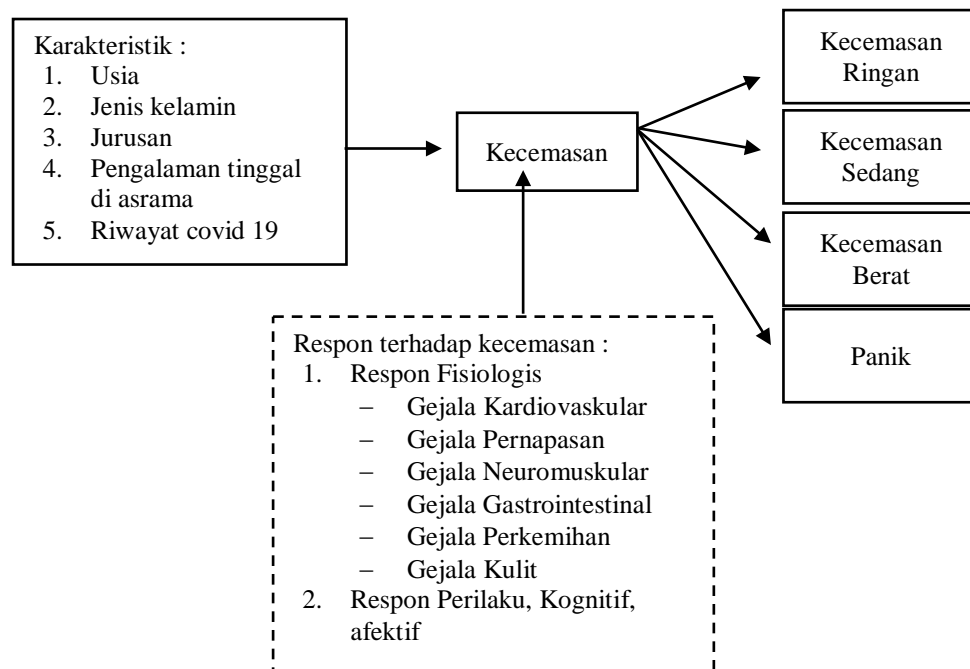 Karakteristik :
1. Usia
2. Jenis kelamin
3. Jurusan
4. Pengalaman tinggal
di asrama
5. Riwayat covid 19
Kecemasan
Kecemasan
Ringan
Kecemasan
Sedang
Kecemasan
Berat
Panik
Respon terhadap kecemasan :
1. Respon Fisiologis
– Gejala Kardiovaskular
– Gejala Pernapasan
– Gejala Neuromuskular
– Gejala Gastrointestinal
– Gejala Perkemihan
– Gejala Kulit
2. Respon Perilaku, Kognitif,
afektif